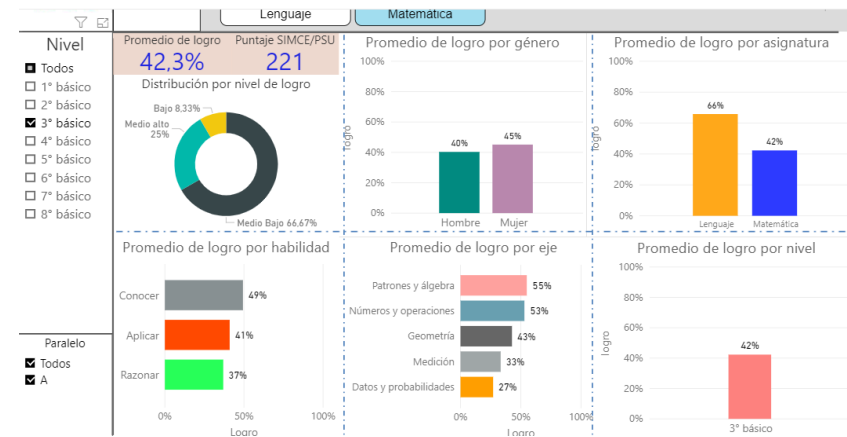 Lenguaje
Matemática
Nivel
Todos
1° básico
2° básico
3° básico
4° básico
5° básico
6° básico
7° básico
8° básico
Paralelo
Todos
A
Promedio de logro
Puntaje SIMCE/PSU
42,3%
221
Distribución por nivel de logro
Bajo 8,33%
Medio alto
25%
Medio Bajo 66,67%
Promedio de logro por género
100%
80%
60%
40%
20%
0%
logro
40%
45%
Hombre
Mujer
Promedio de logro por asignatura
100%
80%
60%
40%
20%
0%
logro
66%
42%
Lenguaje
Matemática
Promedio de logro por habilidad
Conocer
49%
Aplicar
41%
Razonar
37%
0%
50%
100%
Logro
Promedio de logro por eje
Patrones y álgebra
55%
Números y operaciones
53%
Geometría
43%
Medición
33%
Datos y probabilidades
27%
0%
50%
100%
Logro
Promedio de logro por nivel
100%
80%
60%
40%
20%
0%
logro
42%
3° básico